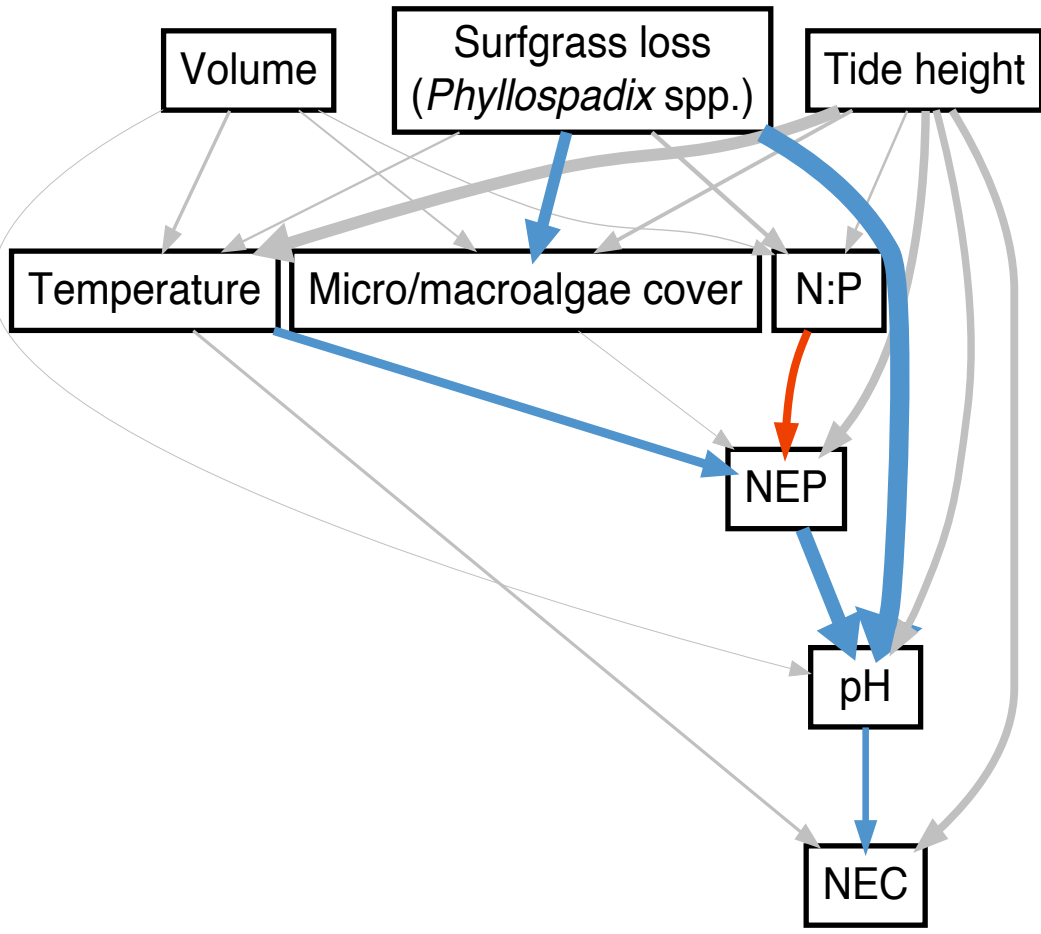 Volume
Surfgrass loss
(Phyllospadix spp.)
Tide height
Temperature
Micro/macroalgae cover
N:P
NEP
pH
NEC